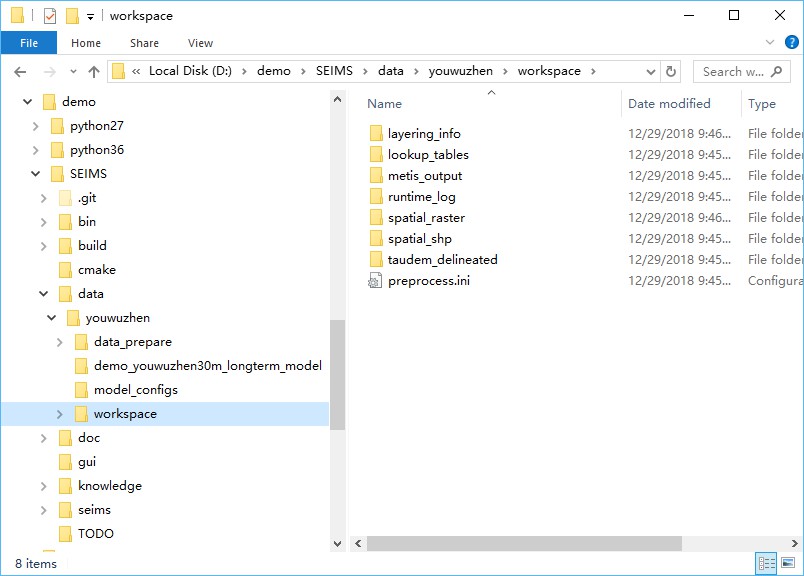 workspace
File Home Share View
« Local Disk (D:) > demo > SEIMS > data > youwuzhen > workspace > Search w...
demo
python27
python36
SEIMS
.git
bin
build
cmake
data
youwuzhen
data_prepare
demo_youwuzhen30m_longterm_model
model_configs
workspace
doc
gui
knowledge
seims
TODO
Name Date modified Type
layering_info 12/29/2018 9:46... File folder
lookup_tables 12/29/2018 9:45... File folder
metis_output 12/29/2018 9:45... File folder
runtime_log 12/29/2018 9:45... File folder
spatial_raster 12/29/2018 9:46... File folder
spatial_shp 12/29/2018 9:45... File folder
taudem_delineated 12/29/2018 9:45... File folder
preprocess.ini 12/29/2018 9:45... Configura
8 items